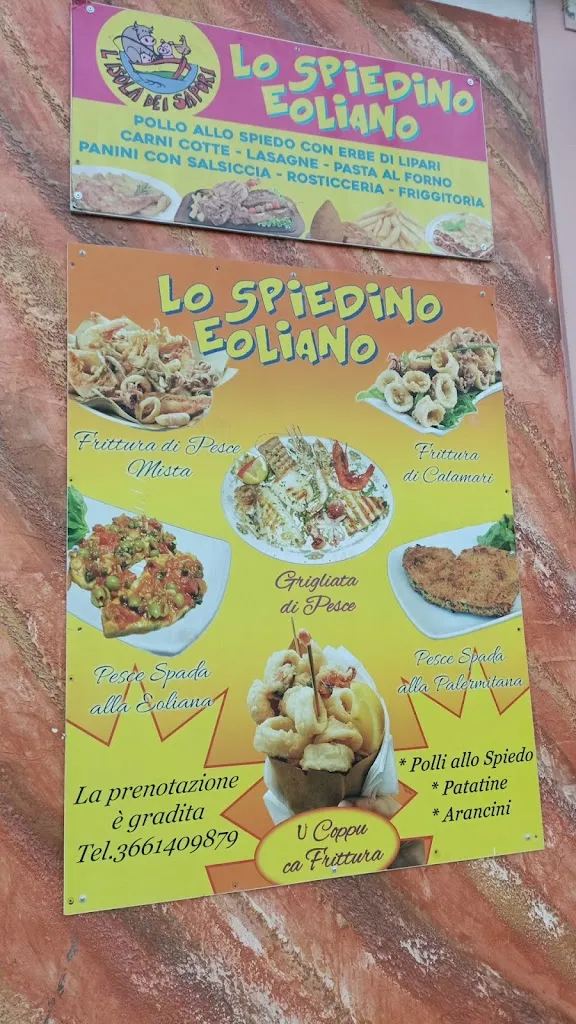 L'ISOLA DEI SAPORI
LO SPIEDINO
EOLIANO
POLLO ALLO SPIEDO CON ERBE DI LIPARI
CARNI COTTE - LASAGNE - PASTA AL FORNO
PANINI CON SALSICCIA - ROSTICCERIA - FRIGGITORIA
LO SPIEDINO
EOLIANO
Frittura di Pesce
Mista
Frittura
di Calamari
Grigliata
di Pesce
Pesce Spada
alla Eoliana
Pesce Spada
alla Palermitana
La prenotazione
è gradita
Tel.3661409879
* Polli allo Spiedo
* Patatine
* Arancini
U Coppu
ca Frittura